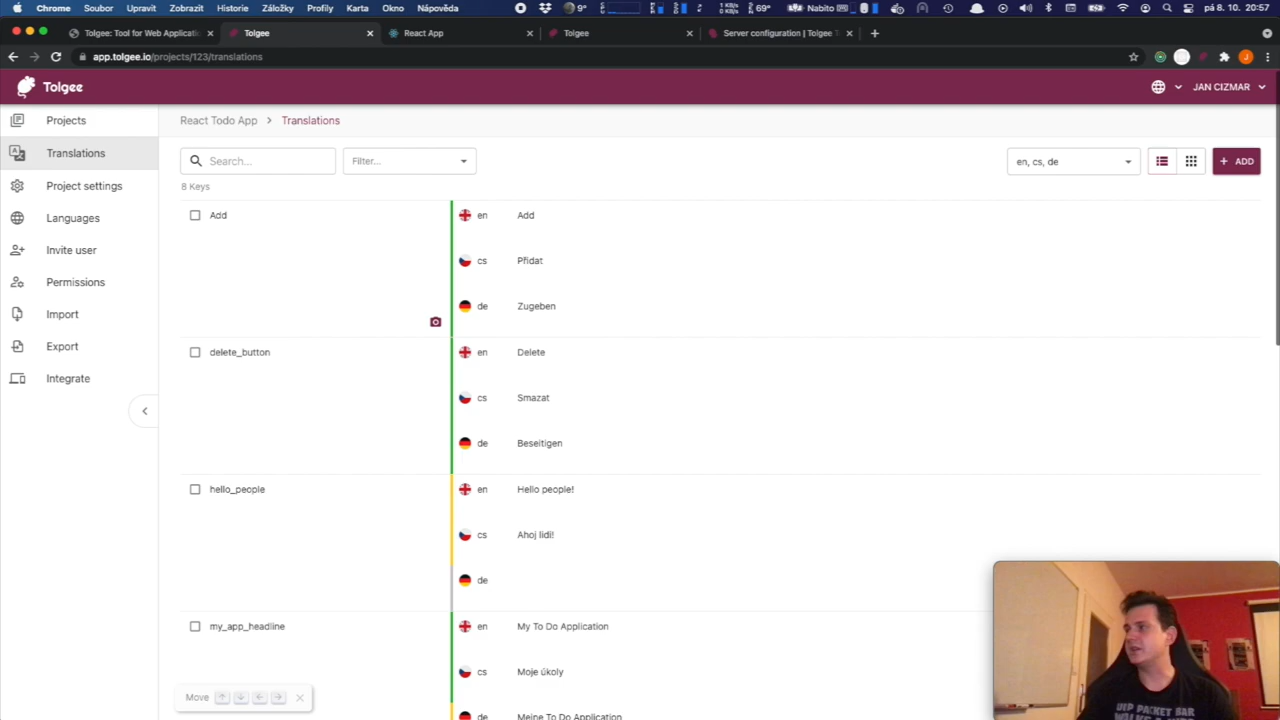 Chrome Soubor Upravit Zobrazit Historie Záložky Profily Karta Okno Nápověda 9° 69° Nabito pá 8. 10. 20:57
Tolgee: Tool for Web Applicati Tolgee React App Tolgee Server configuration | Tolgee
app.tolgee.io/projects/123/translations
Tolgee JAN CIZMAR
Projects
React Todo App Translations
Translations
Search... Filter... en, cs, de + ADD
Project settings
8 Keys
Languages
Add en Add
Invite user
cs Přidat
Permissions
de Zugeben
Import
Export
delete_button en Delete
Integrate
cs Smazat
de Beseitigen
hello_people en Hello people!
cs Ahoj lidi!
de
my_app_headline en My To Do Application
cs Moje úkoly
Move
de Meine To Do Application